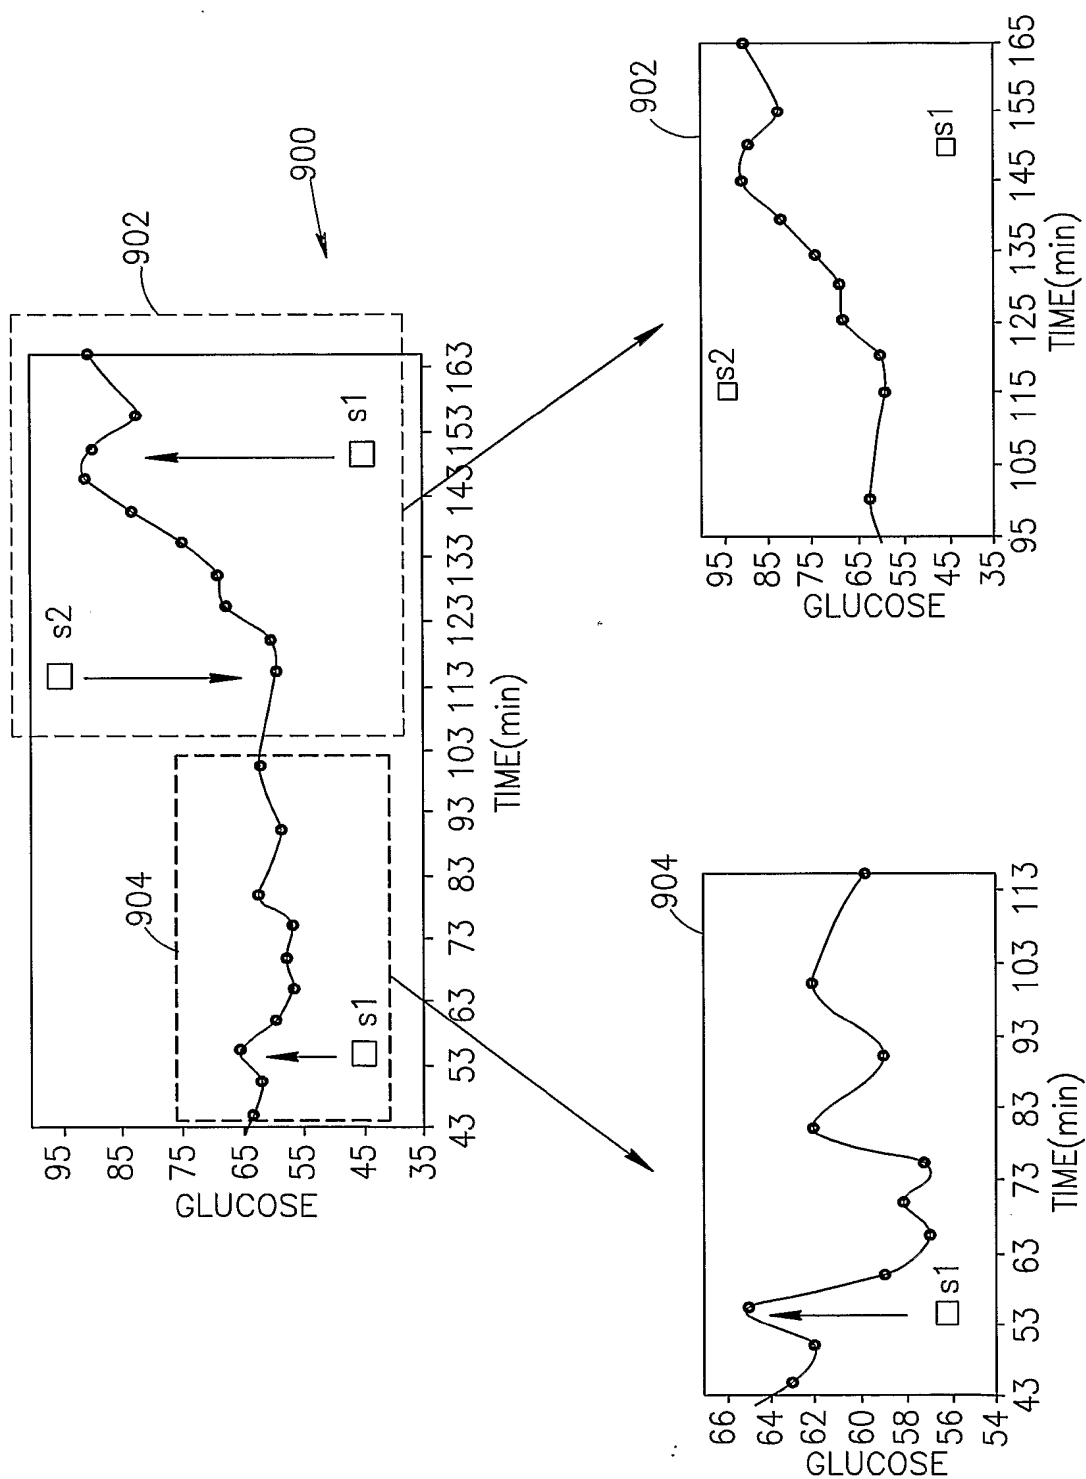 900
902
904
s2
s1
s1
95
85
75
65
55
45
35
GLUCOSE
43 53 63 73 83 93 103 113 123 133 143 153 163
TIME(min)
904
66
64
62
60
58
56
54
GLUCOSE
s1
43 53 63 73 83 93 103 113
TIME(min)
902
95
85
75
65
55
45
35
GLUCOSE
s2
s1
95 105 115 125 135 145 155 165
TIME(min)